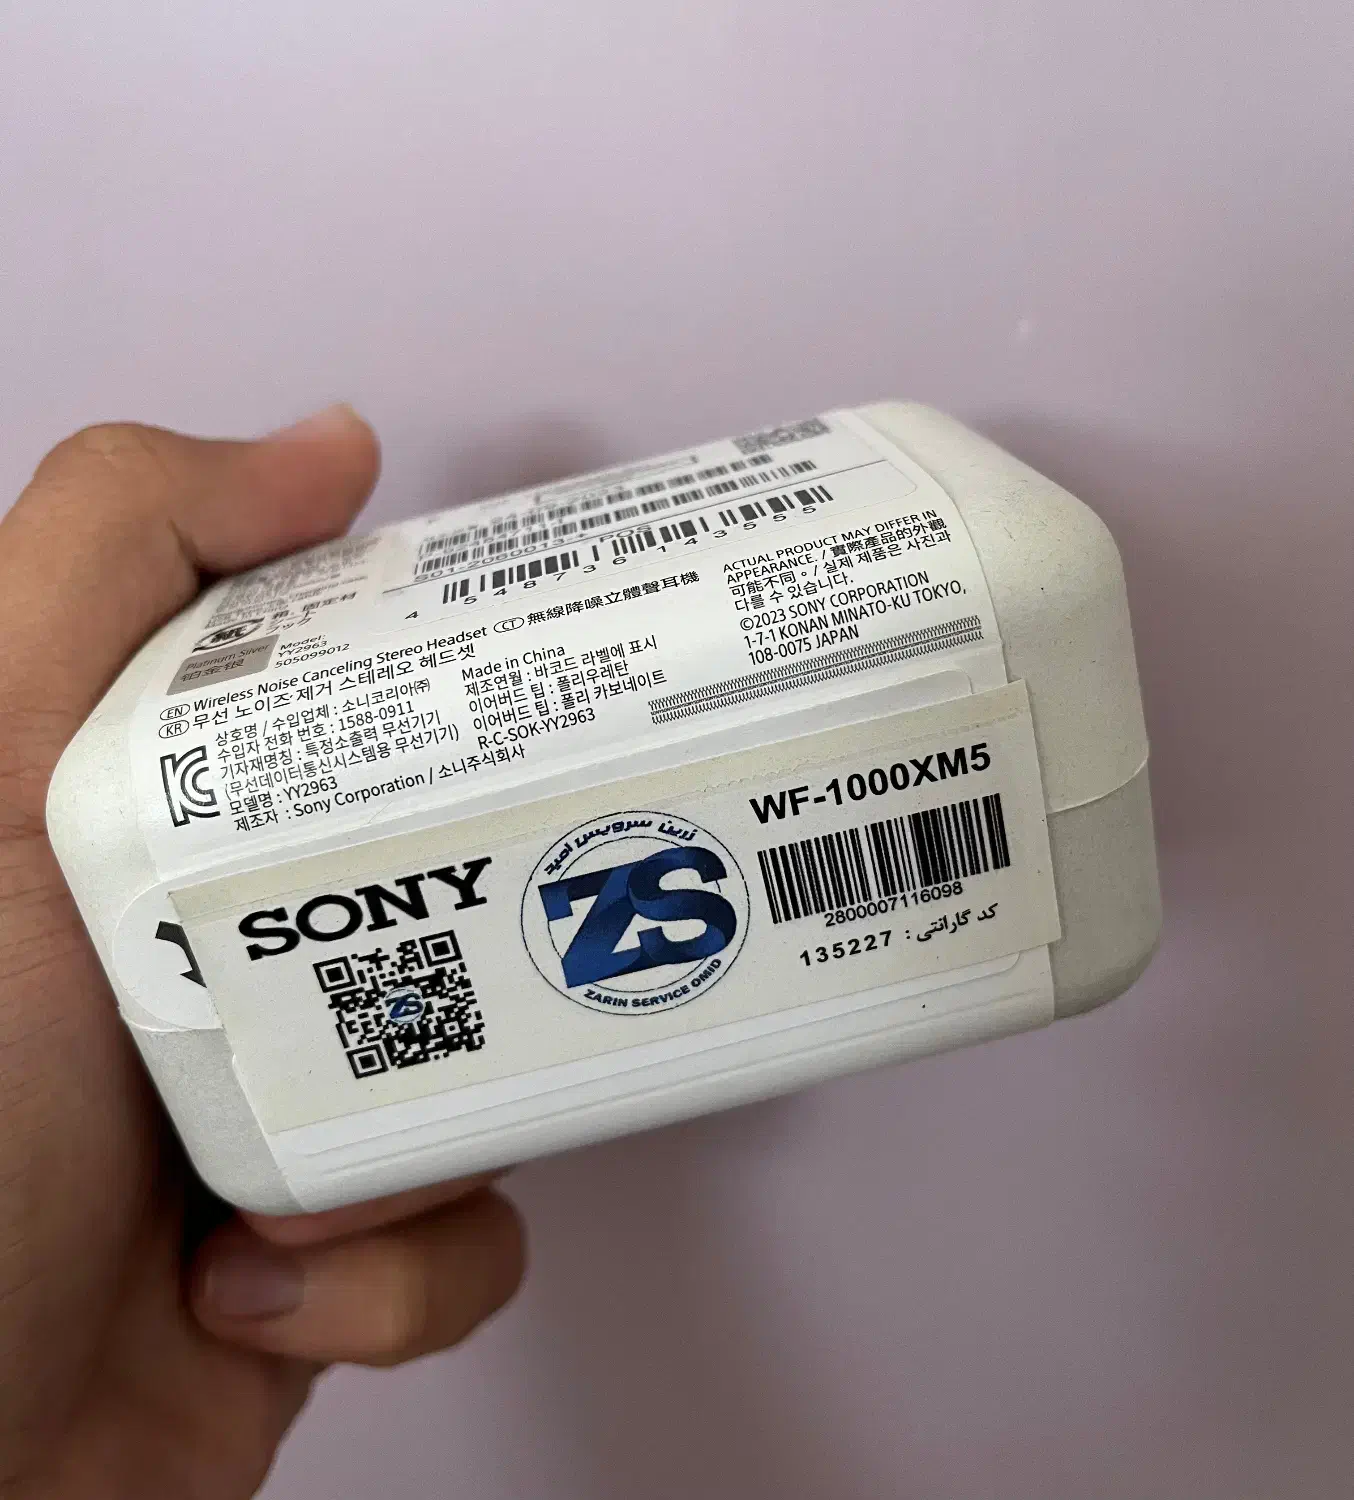 S01-2060013-+ POS
4 548736 143555
Platinum Silver
鉑金銀
Model:
YY2963
505099012
EN Wireless Noise Canceling Stereo Headset CT 無線降噪立體聲耳機
KR 무선 노이즈 제거 스테레오 헤드셋
상호명 / 수입업체 : 소니코리아㈜
수입자 전화 번호 : 1588-0911
기자재명칭 : 특정소출력 무선기기
(무선데이터통신시스템용 무선기기)
모델명 : YY2963
제조자 : Sony Corporation / 소니주식회사
Made in China
제조연월 : 바코드 라벨에 표시
이어버드 팁 : 폴리우레탄
이어버드 팁 : 폴리 카보네이트
R-C-SOK-YY2963
ACTUAL PRODUCT MAY DIFFER IN
APPEARANCE. / 實際產品的外觀
可能不同。/ 실제 제품은 사진과
다를 수 있습니다.
©2023 SONY CORPORATION
1-7-1 KONAN MINATO-KU TOKYO,
108-0075 JAPAN
SONY
زرین سرویس امید
ZS
ZARIN SERVICE OMID
ZS
WF-1000XM5
2800007116098
کد گارانتی : 135227